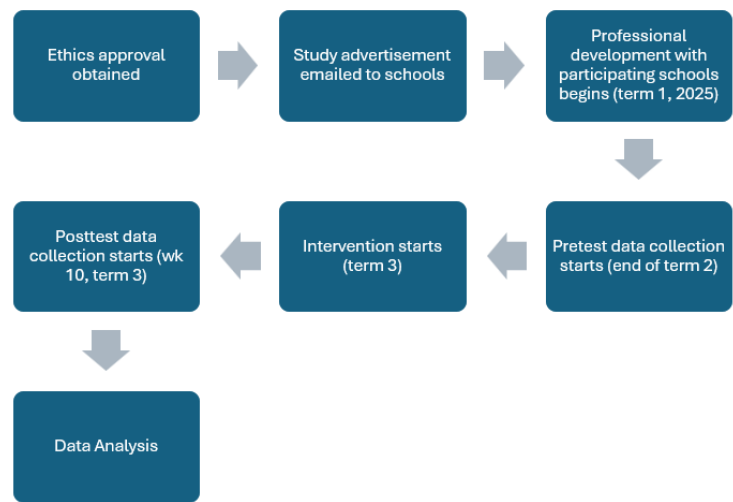 Ethics approval
obtained
Study advertisement
emailed to schools
Professional
development with
participating schools
begins (term 1, 2025)
Pretest data collection
starts (end of term 2)
Intervention starts
(term 3)
Posttest data
collection starts (wk
10, term 3)
Data Analysis